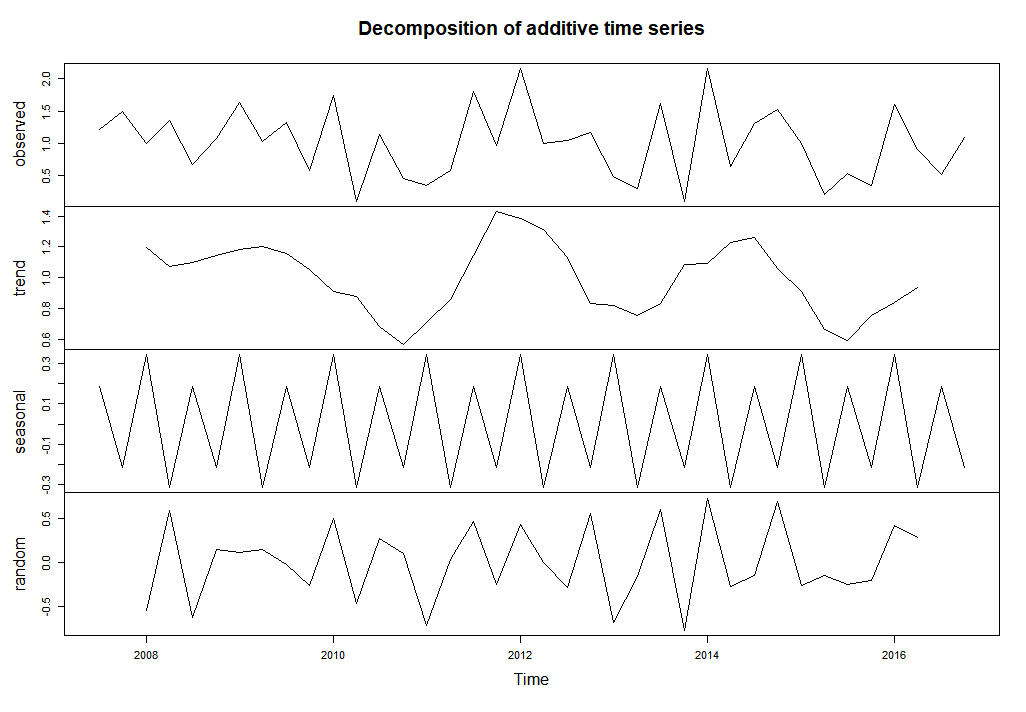 Decomposition of additive time series
observed
0.5 1.0 1.5 2.0
trend
0.6 0.8 1.0 1.2 1.4
seasonal
-0.3 -0.1 0.1 0.3
random
-0.5 0.0 0.5
2008 2010 2012 2014 2016
Time